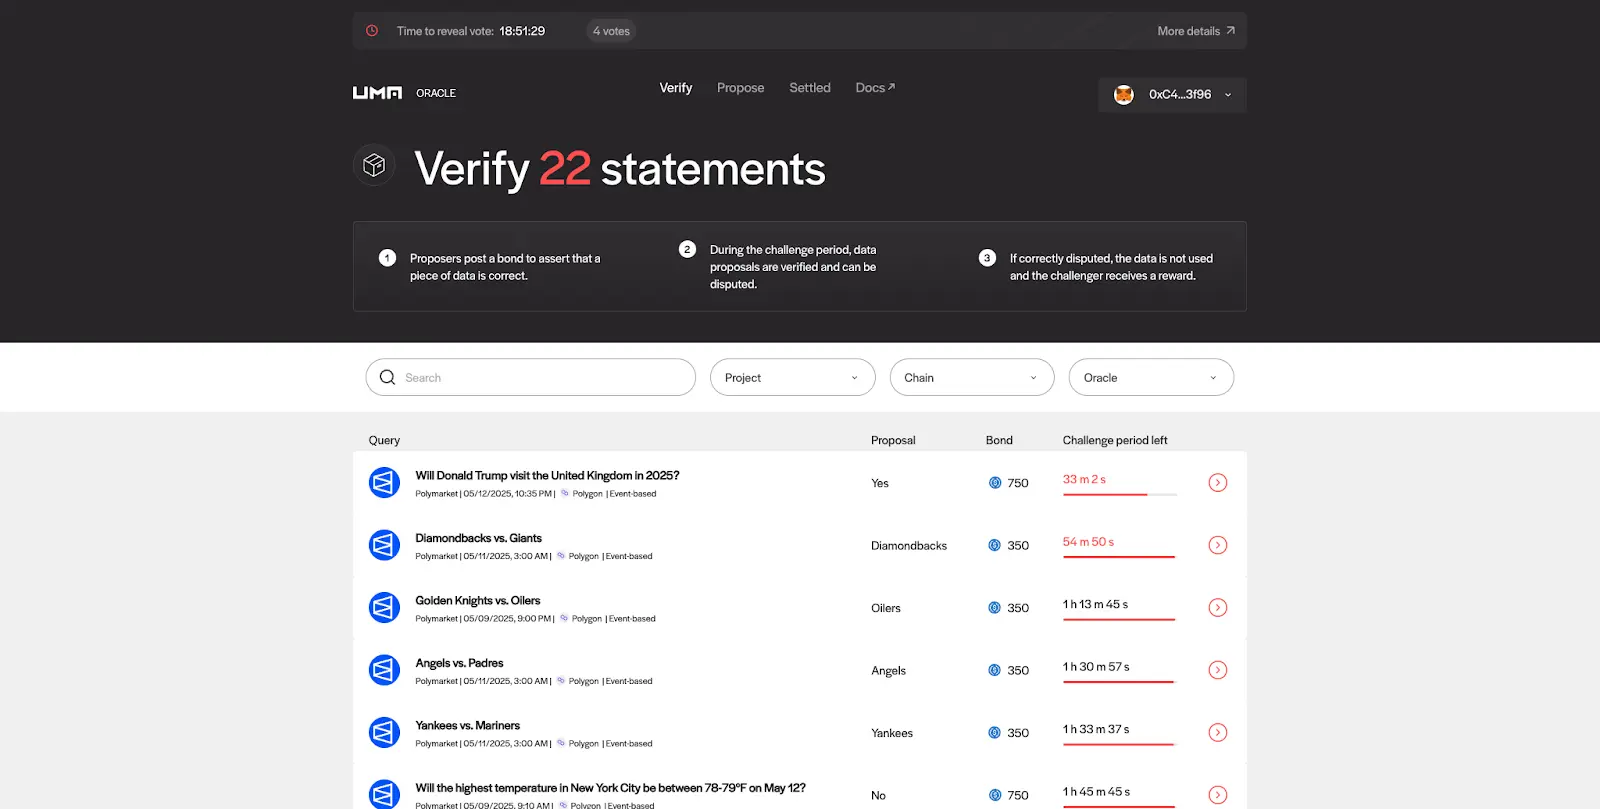 Time to reveal vote: 18:51:29 4 votes More details
UMA ORACLE Verify Propose Settled Docs 0xC4...3f96
Verify 22 statements
1 Proposers post a bond to assert that a
piece of data is correct.
2 During the challenge period, data
proposals are verified and can be
disputed.
3 If correctly disputed, the data is not used
and the challenger receives a reward.
Search Project Chain Oracle
Query Proposal Bond Challenge period left
Will Donald Trump visit the United Kingdom in 2025?
Polymarket | 05/12/2025, 10:35 PM | Polygon | Event-based
Yes 750 33 m 2 s
Diamondbacks vs. Giants
Polymarket | 05/11/2025, 3:00 AM | Polygon | Event-based
Diamondbacks 350 54 m 50 s
Golden Knights vs. Oilers
Polymarket | 05/09/2025, 9:00 PM | Polygon | Event-based
Oilers 350 1 h 13 m 45 s
Angels vs. Padres
Polymarket | 05/11/2025, 3:00 AM | Polygon | Event-based
Angels 350 1 h 30 m 57 s
Yankees vs. Mariners
Polymarket | 05/11/2025, 3:00 AM | Polygon | Event-based
Yankees 350 1 h 33 m 37 s
Will the highest temperature in New York City be between 78-79°F on May 12?
Polymarket | 05/09/2025, 9:10 AM | Polygon | Event-based
No 750 1 h 45 m 45 s